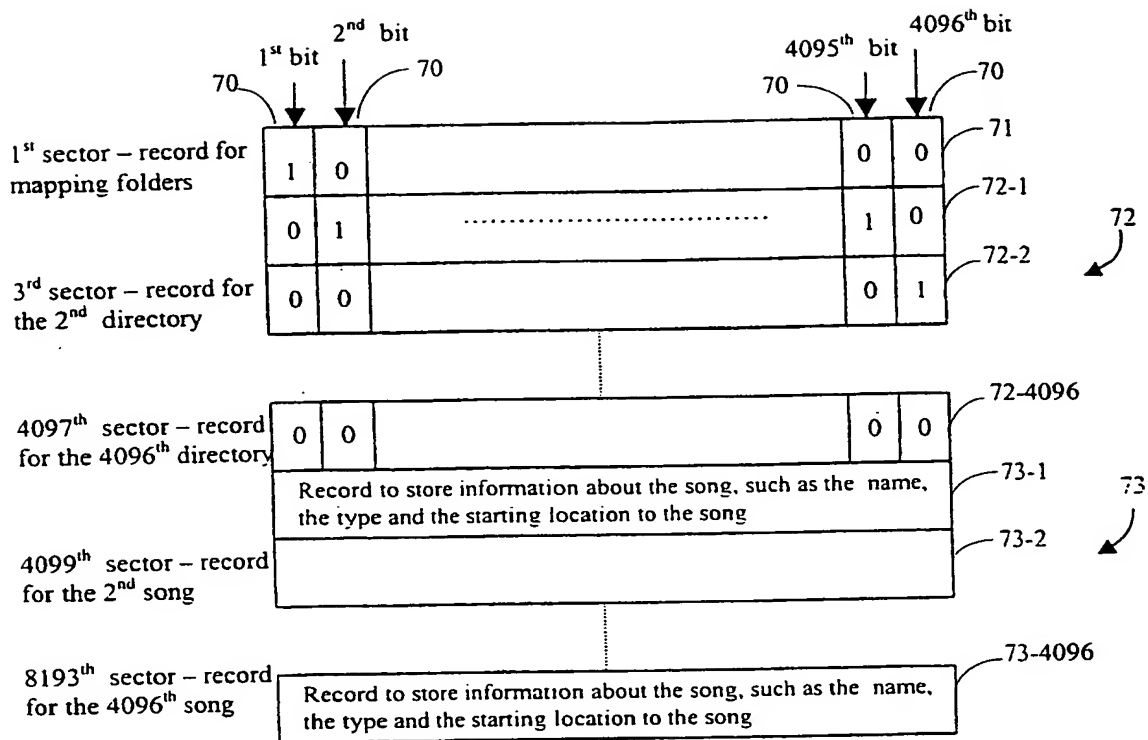 1st bit
2nd bit
4095th bit
4096th bit
70
70
70
70
1st sector – record for
mapping folders
1 0 0 0
71
0 1 ........................................ 1 0
72-1
72
3rd sector – record for
the 2nd directory
0 0 0 1
72-2
4097th sector – record
for the 4096th directory
0 0 0 0
72-4096
Record to store information about the song, such as the name,
the type and the starting location to the song
73-1
73
4099th sector – record
for the 2nd song
73-2
8193th sector – record
for the 4096th song
Record to store information about the song, such as the name,
the type and the starting location to the song
73-4096